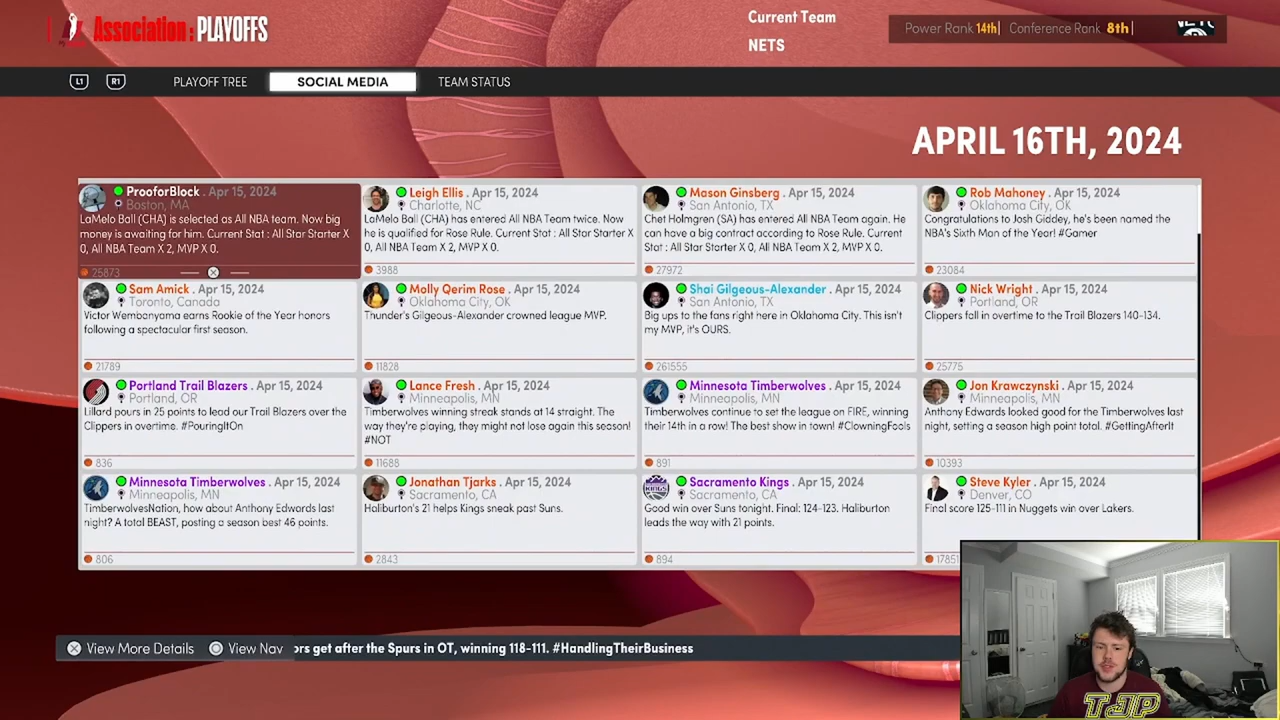 Association: PLAYOFFS
Current Team
NETS
Power Rank 14th| Conference Rank 8th|
L1 R1 PLAYOFF TREE SOCIAL MEDIA TEAM STATUS
APRIL 16TH, 2024
ProoforBlock . Apr 15, 2024
Boston, MA
LaMelo Ball (CHA) is selected as All NBA team. Now big
money is awaiting for him. Current Stat : All Star Starter X
0, All NBA Team X 2, MVP X 0.
25873
Leigh Ellis . Apr 15, 2024
Charlotte, NC
LaMelo Ball (CHA) has entered All NBA Team twice. Now
he is qualified for Rose Rule. Current Stat : All Star Starter X
0, All NBA Team X 2, MVP X 0.
3988
Mason Ginsberg . Apr 15, 2024
San Antonio, TX
Chet Holmgren (SA) has entered All NBA Team again. He
can have a big contract according to Rose Rule. Current
Stat : All Star Starter X 0, All NBA Team X 2, MVP X 0.
27972
Rob Mahoney . Apr 15, 2024
Oklahoma City, OK
Congratulations to Josh Giddey, he's been named the
NBA's Sixth Man of the Year! #Gamer
23084
Sam Amick . Apr 15, 2024
Toronto, Canada
Victor Wembanyama earns Rookie of the Year honors
following a spectacular first season.
21789
Molly Qerim Rose . Apr 15, 2024
Oklahoma City, OK
Thunder's Gilgeous-Alexander crowned league MVP.
11828
Shai Gilgeous-Alexander . Apr 15, 2024
San Antonio, TX
Big ups to the fans right here in Oklahoma City. This isn't
my MVP, it's OURS.
261555
Nick Wright . Apr 15, 2024
Portland, OR
Clippers fall in overtime to the Trail Blazers 140-134.
25775
Portland Trail Blazers . Apr 15, 2024
Portland, OR
Lillard pours in 25 points to lead our Trail Blazers over the
Clippers in overtime. #PouringItOn
836
Lance Fresh . Apr 15, 2024
Minneapolis, MN
Timberwolves winning streak stands at 14 straight. The
way they're playing, they might not lose again this season!
#NOT
11688
Minnesota Timberwolves . Apr 15, 2024
Minneapolis, MN
Timberwolves continue to set the league on FIRE, winning
their 14th in a row! The best show in town! #ClowningFools
891
Jon Krawczynski . Apr 15, 2024
Minneapolis, MN
Anthony Edwards looked good for the Timberwolves last
night, setting a season high point total. #GettingAfterIt
10393
Minnesota Timberwolves . Apr 15, 2024
Minneapolis, MN
TimberwolvesNation, how about Anthony Edwards last
night? A total BEAST, posting a season best 46 points.
806
Jonathan Tjarks . Apr 15, 2024
Sacramento, CA
Haliburton's 21 helps Kings sneak past Suns.
2843
Sacramento Kings . Apr 15, 2024
Sacramento, CA
Good win over Suns tonight. Final: 124-123. Haliburton
leads the way with 21 points.
894
Steve Kyler . Apr 15, 2024
Denver, CO
Final score 125-111 in Nuggets win over Lakers.
17851
View More Details View Nav ors get after the Spurs in OT, winning 118-111. #HandlingTheirBusiness
TJP